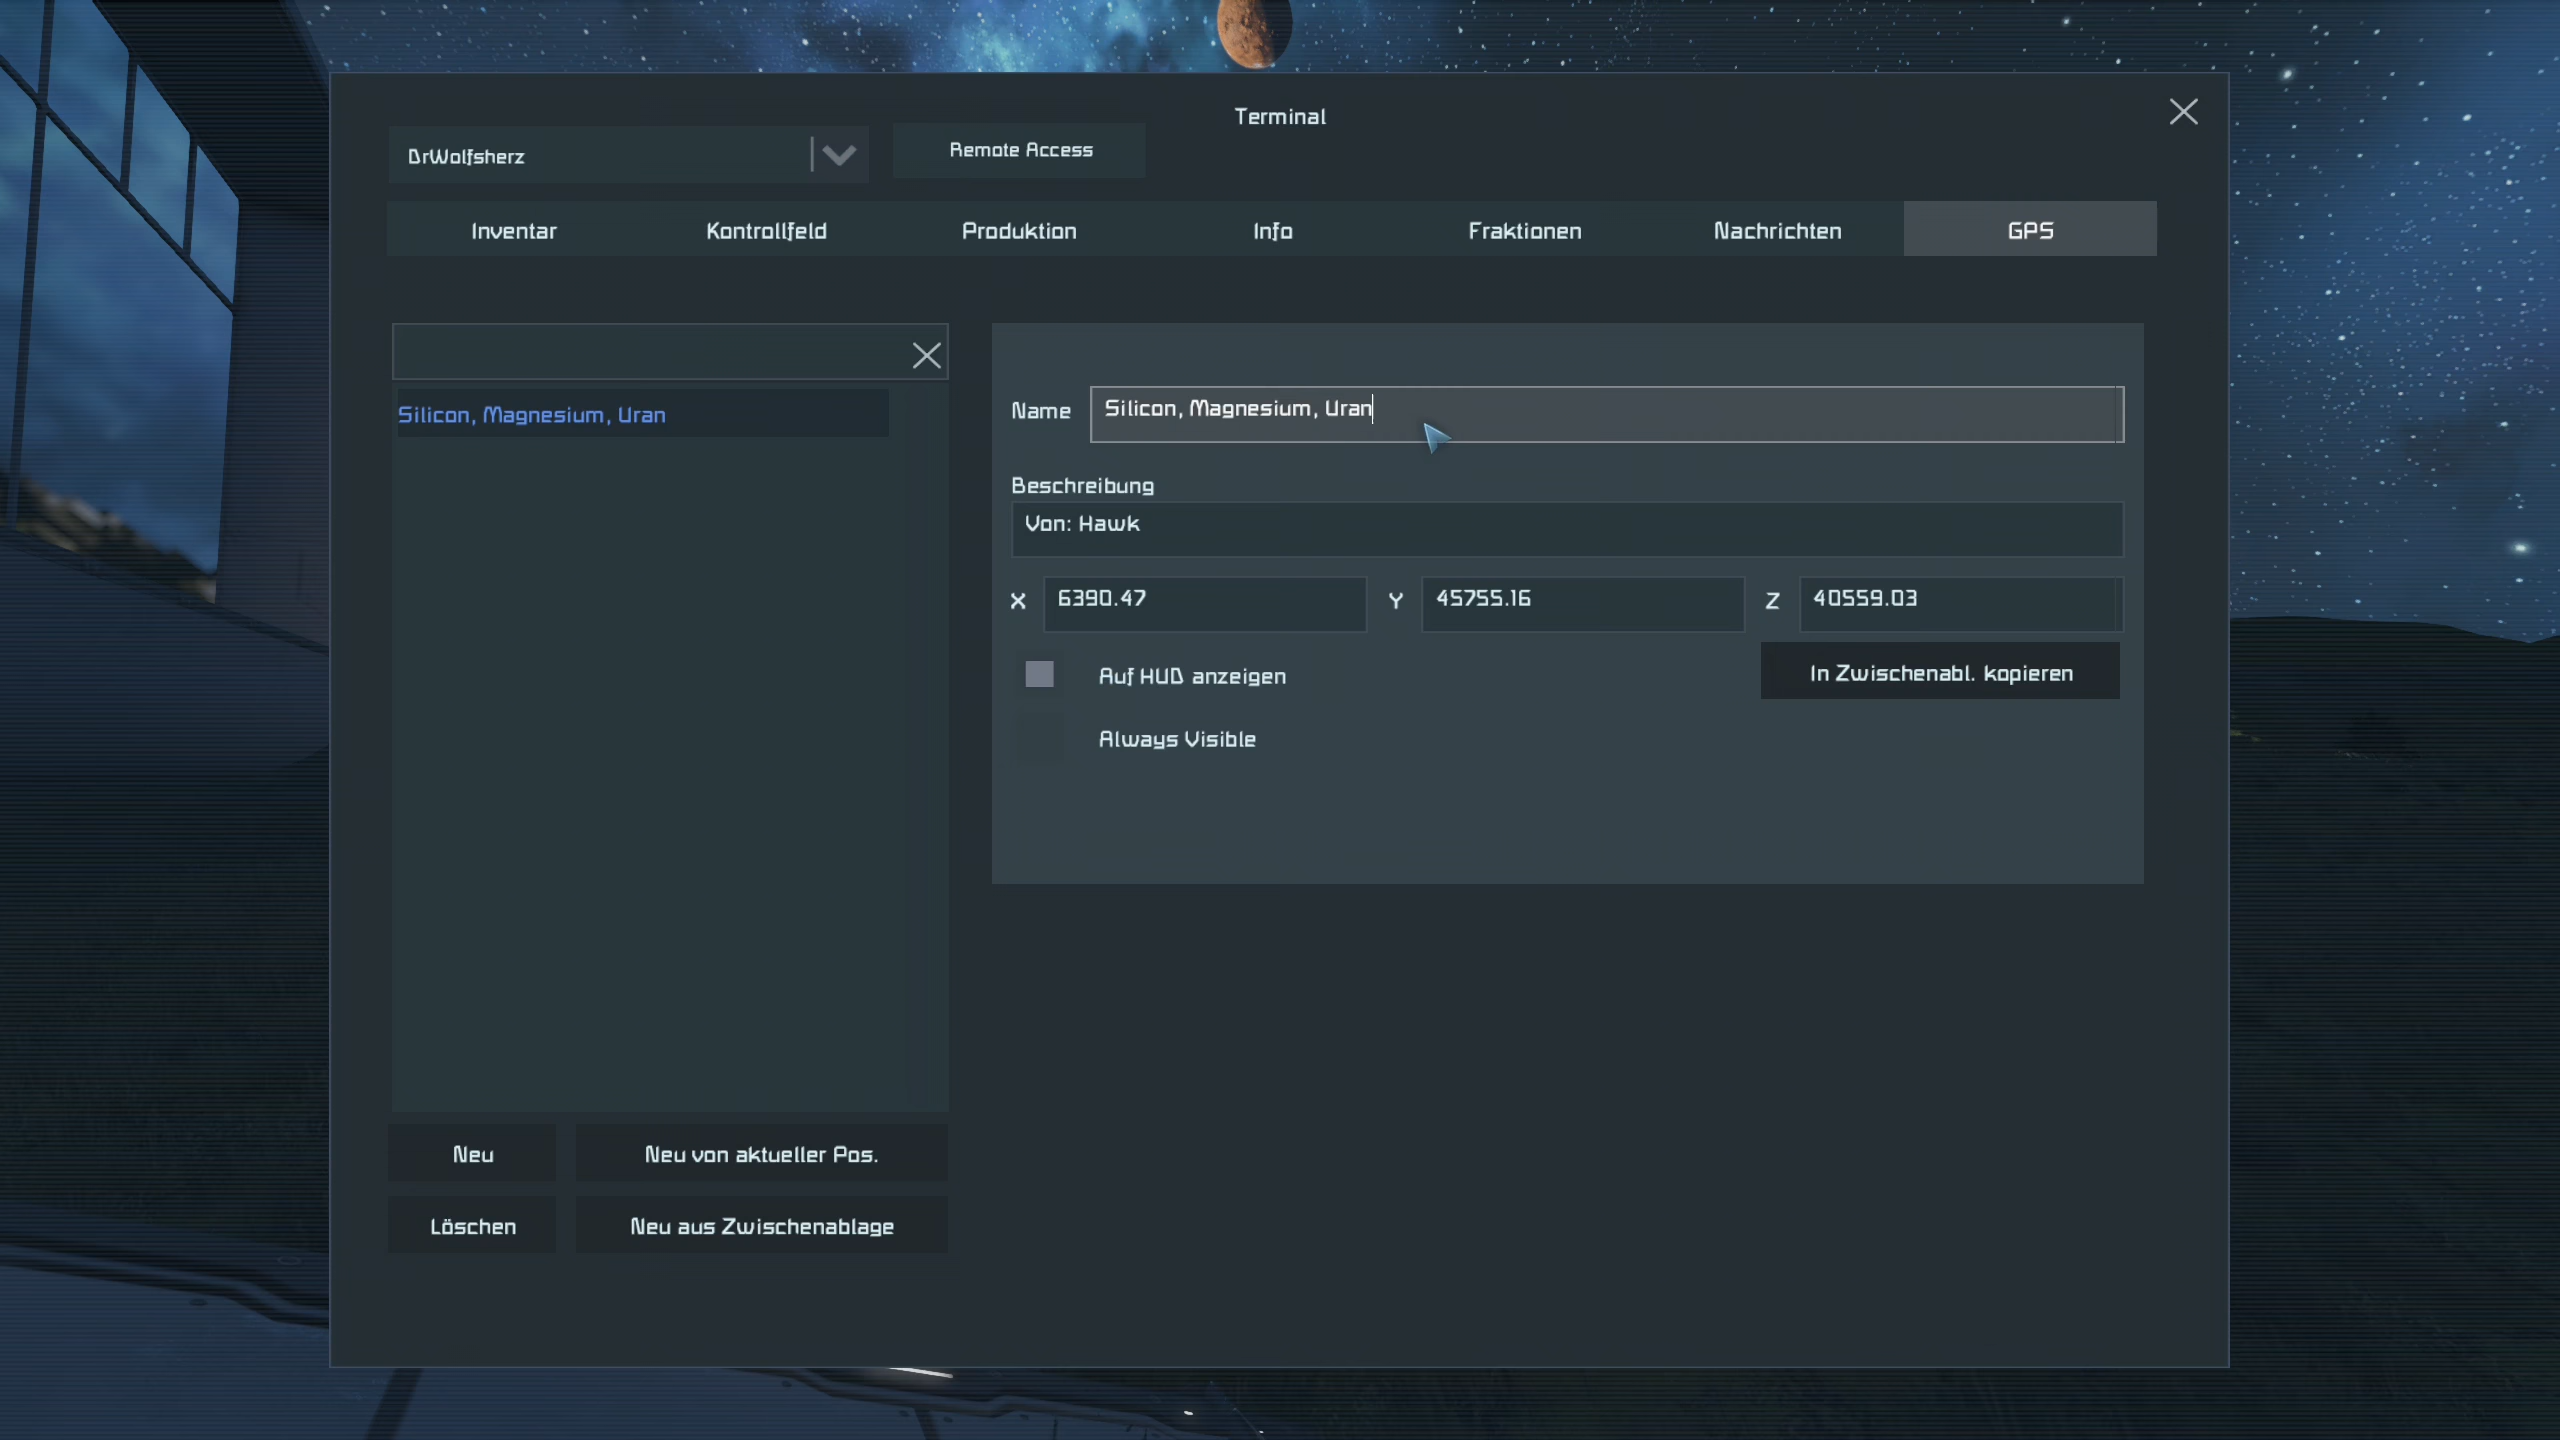 Terminal
DrWolfsherz
Remote Access
Inventar Kontrollfeld Produktion Info Fraktionen Nachrichten GPS
Silicon, Magnesium, Uran
Name Silicon, Magnesium, Uran
Beschreibung
Von: Hawk
X 6390.47 Y 45755.16 Z 40559.03
Auf HUD anzeigen
In Zwischenabl. kopieren
Always Visible
Neu Neu von aktueller Pos.
Löschen Neu aus Zwischenablage